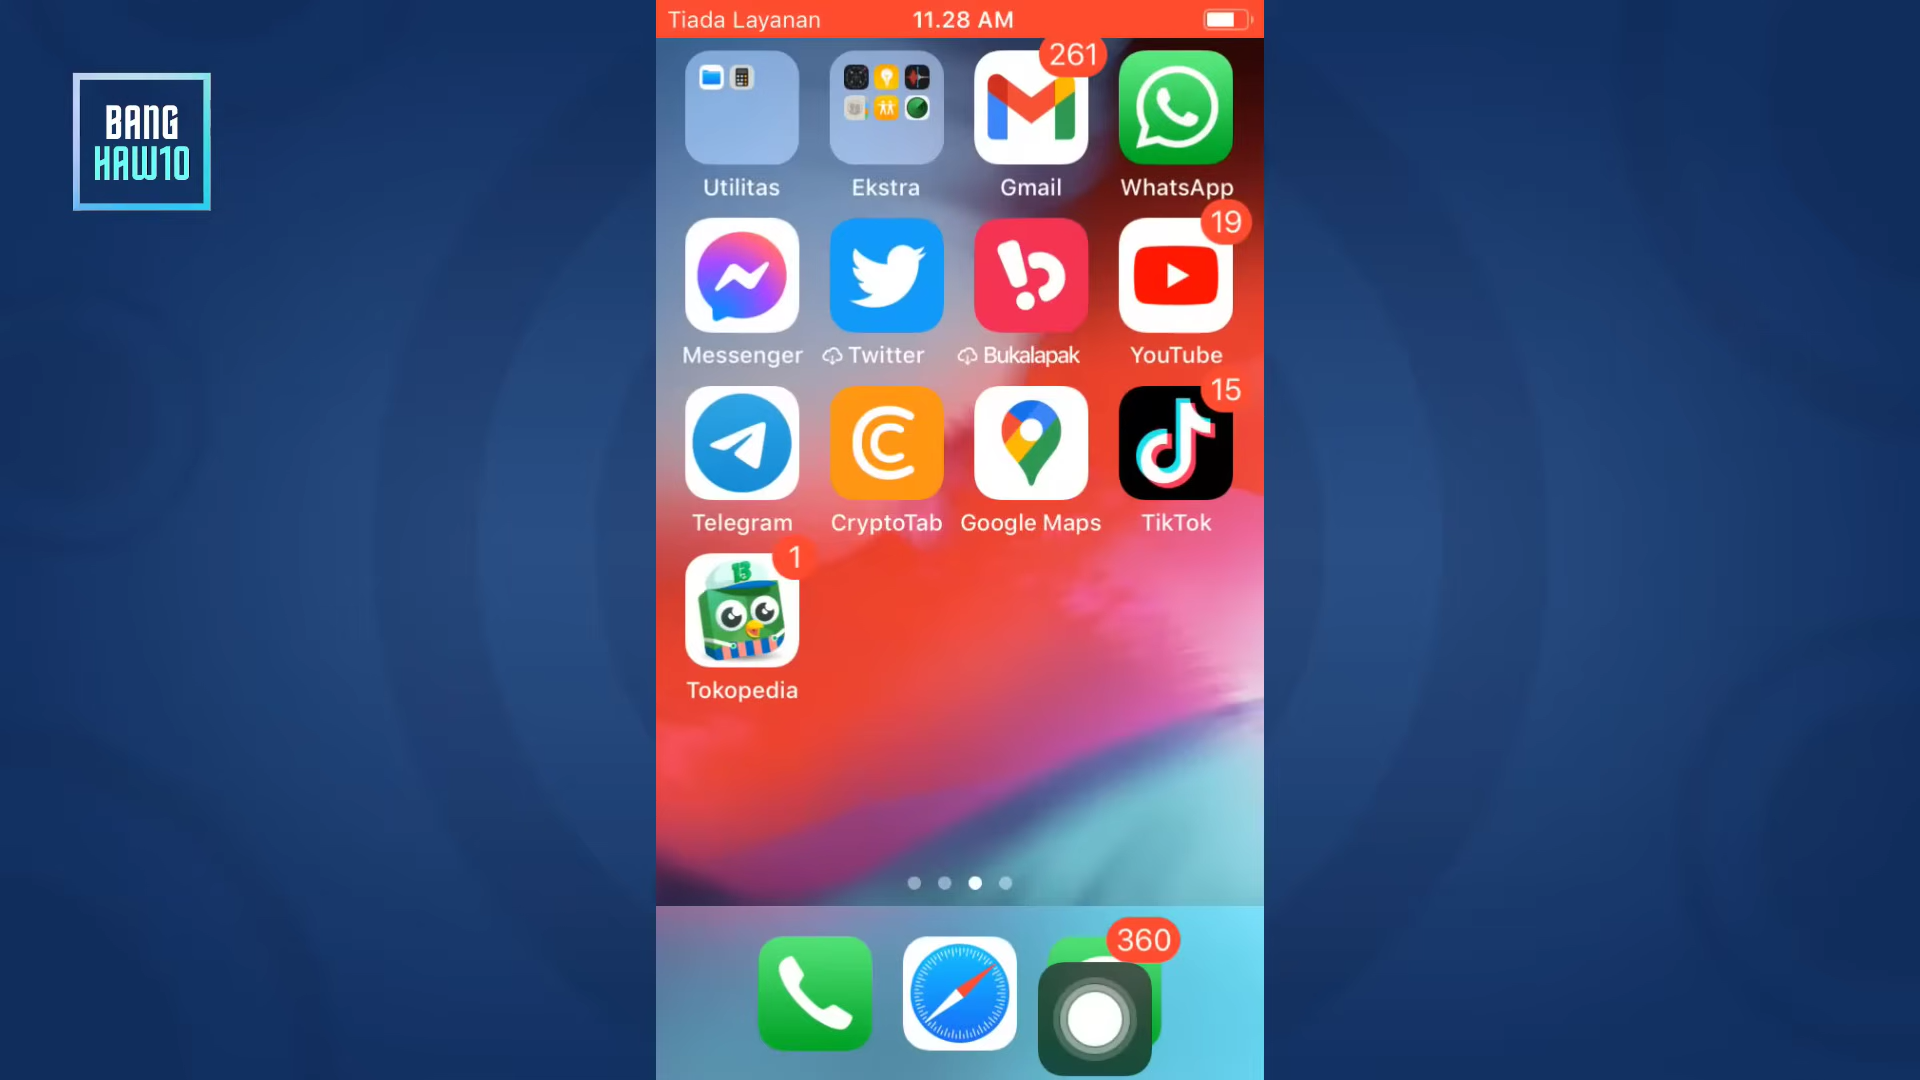 Tiada Layanan 11.28 AM
BANG
HAW10
261
Utilitas Ekstra Gmail WhatsApp
19
Messenger Twitter Bukalapak YouTube
15
Telegram CryptoTab Google Maps TikTok
1
13
Tokopedia
360